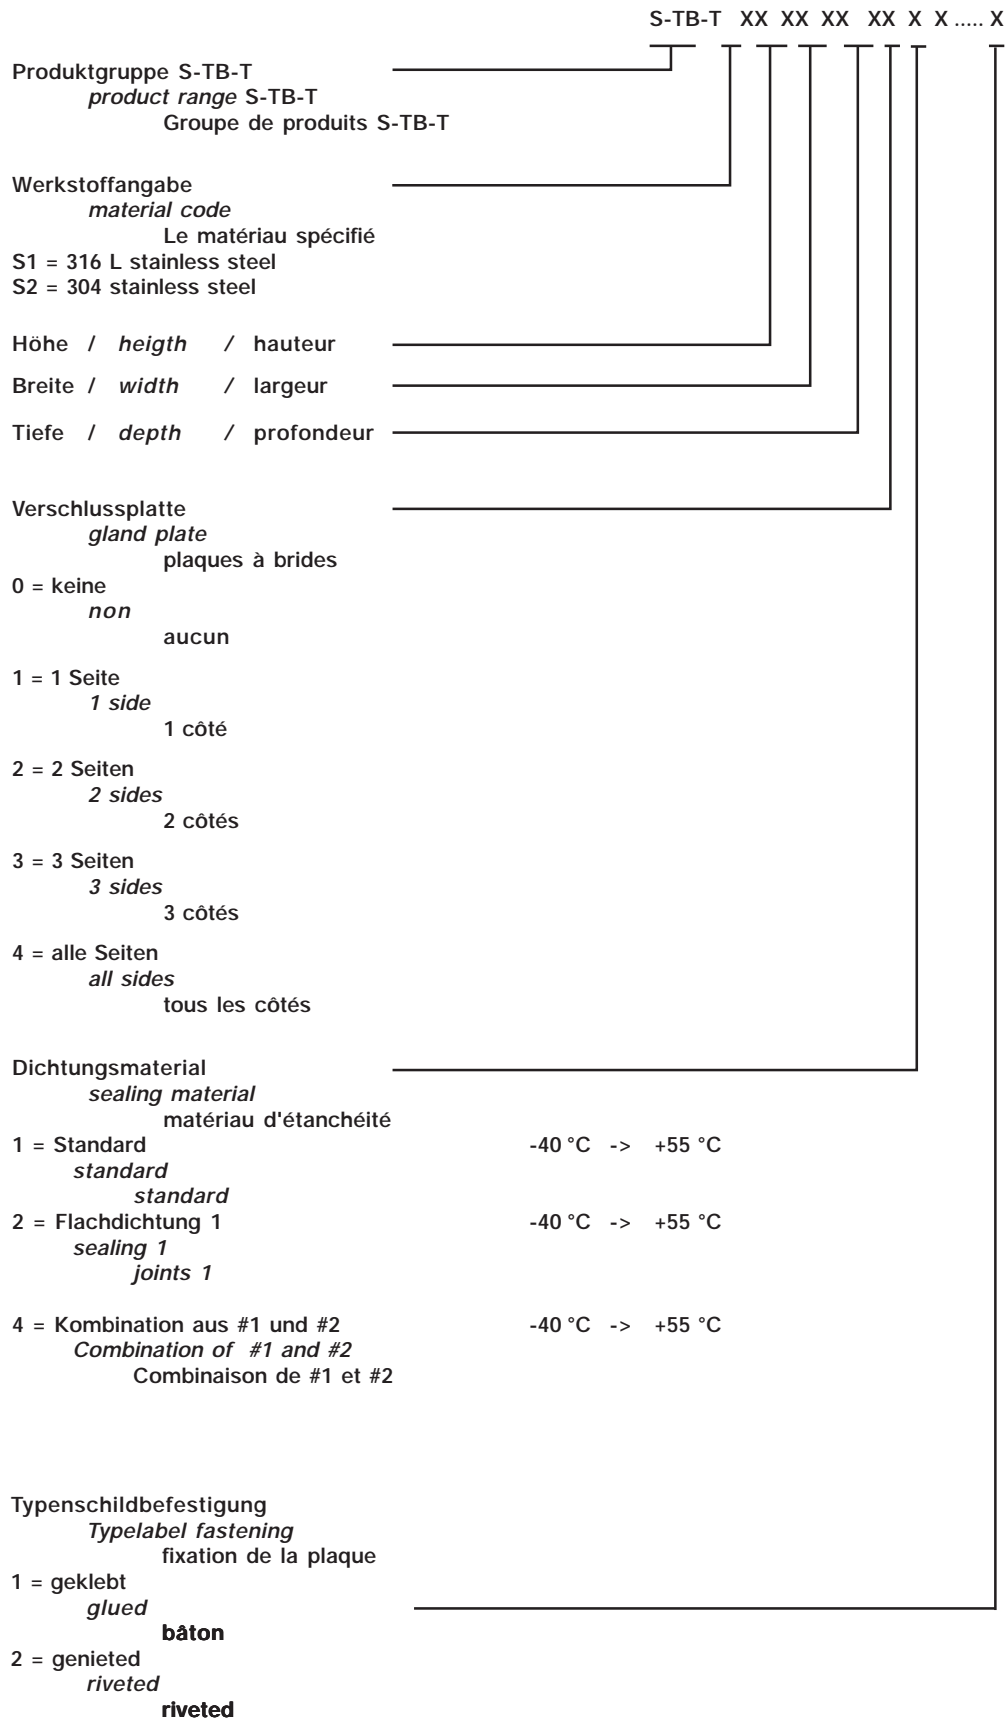 S-TB-T XX XX XX XX X X ..... X
Produktgruppe S-TB-T
product range S-TB-T
Groupe de produits S-TB-T
Werkstoffangabe
material code
Le matériau spécifié
S1 = 316 L stainless steel
S2 = 304 stainless steel
Höhe / heigth / hauteur
Breite / width / largeur
Tiefe / depth / profondeur
Verschlussplatte
gland plate
plaques à brides
0 = keine
non
aucun
1 = 1 Seite
1 side
1 côté
2 = 2 Seiten
2 sides
2 côtés
3 = 3 Seiten
3 sides
3 côtés
4 = alle Seiten
all sides
tous les côtés
Dichtungsmaterial
sealing material
matériau d'étanchéité
1 = Standard -40 °C -> +55 °C
standard
standard
2 = Flachdichtung 1 -40 °C -> +55 °C
sealing 1
joints 1
4 = Kombination aus #1 und #2 -40 °C -> +55 °C
Combination of #1 and #2
Combinaison de #1 et #2
Typenschildbefestigung
Typelabel fastening
fixation de la plaque
1 = geklebt
glued
bâton
2 = genieted
riveted
riveted